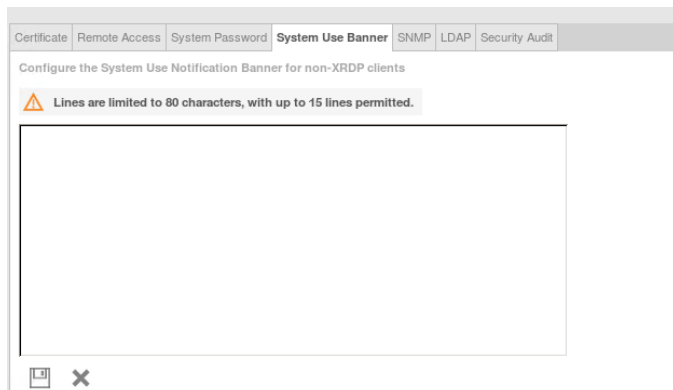 Certificate Remote Access System Password System Use Banner SNMP LDAP Security Audit
Configure the System Use Notification Banner for non-XRDP clients
Lines are limited to 80 characters, with up to 15 lines permitted.